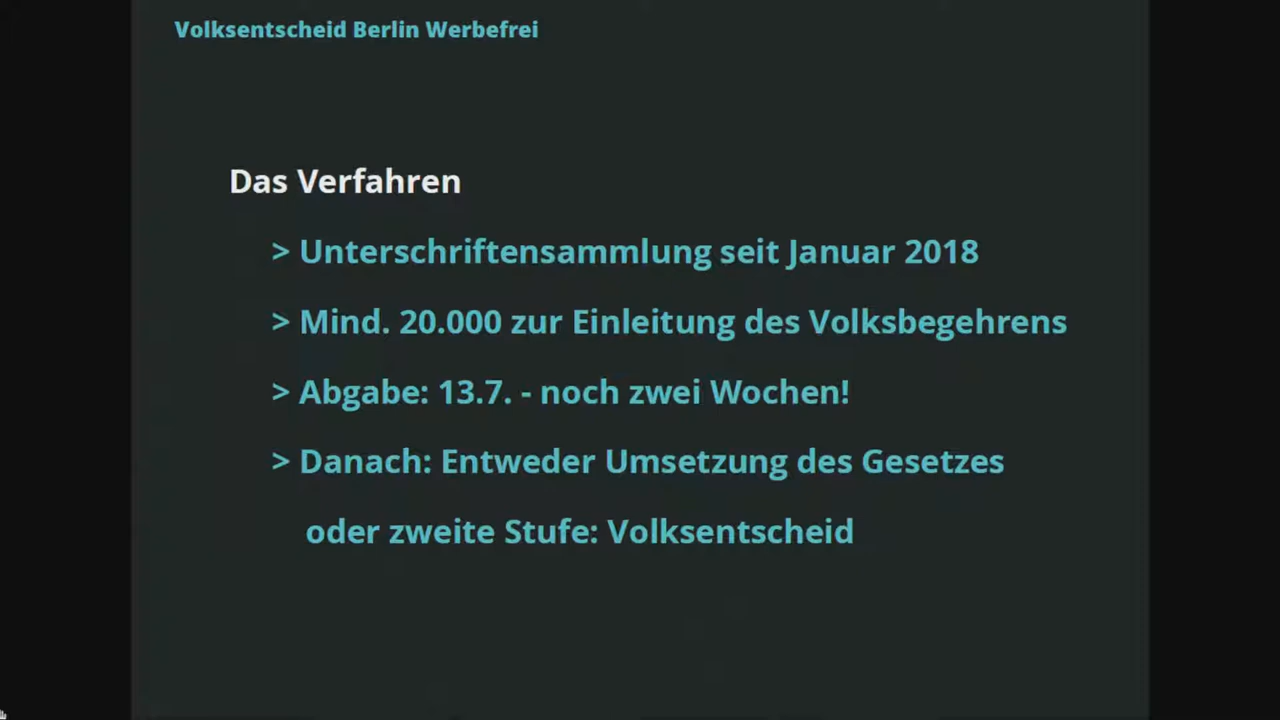 Volksentscheid Berlin Werbefrei
Das Verfahren
> Unterschriftensammlung seit Januar 2018
> Mind. 20.000 zur Einleitung des Volksbegehrens
> Abgabe: 13.7. - noch zwei Wochen!
> Danach: Entweder Umsetzung des Gesetzes
oder zweite Stufe: Volksentscheid